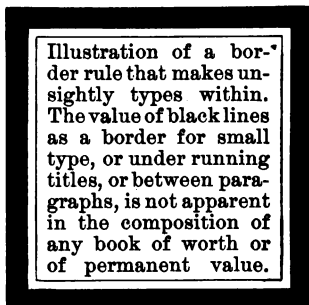 Illustration of a bor-
der rule that makes un-
sightly types within.
The value of black lines
as a border for small
type, or under running
titles, or between para-
graphs, is not apparent
in the composition of
any book of worth or
of permanent value.